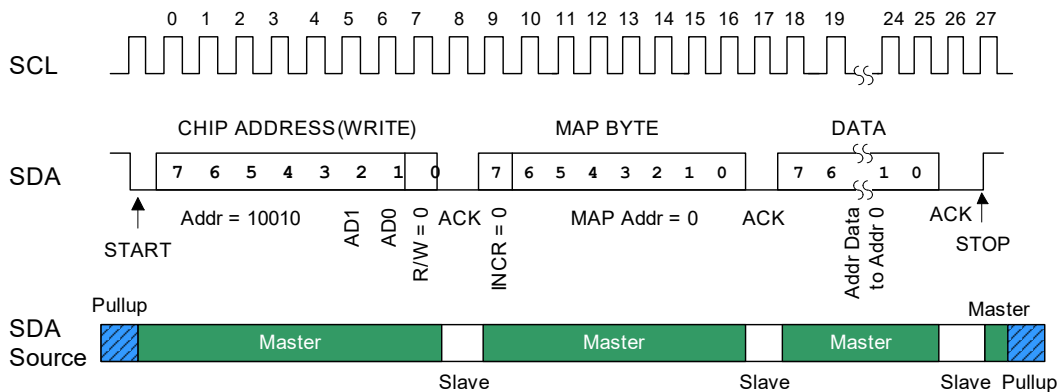 0 1 2 3 4 5 6 7 8 9 10 11 12 13 14 15 16 17 18 19 24 25 26 27
SCL
CHIP ADDRESS (WRITE) MAP BYTE DATA
SDA 7 6 5 4 3 2 1 0 7 6 5 4 3 2 1 0 7 6 1 0
Addr = 10010 AD1 AD0 R/W = 0 ACK INCR = 0 MAP Addr = 0 ACK Addr Data to Addr 0 ACK
START STOP
Pullup Master
SDA Source Master Master Master
Slave Slave Slave Pullup